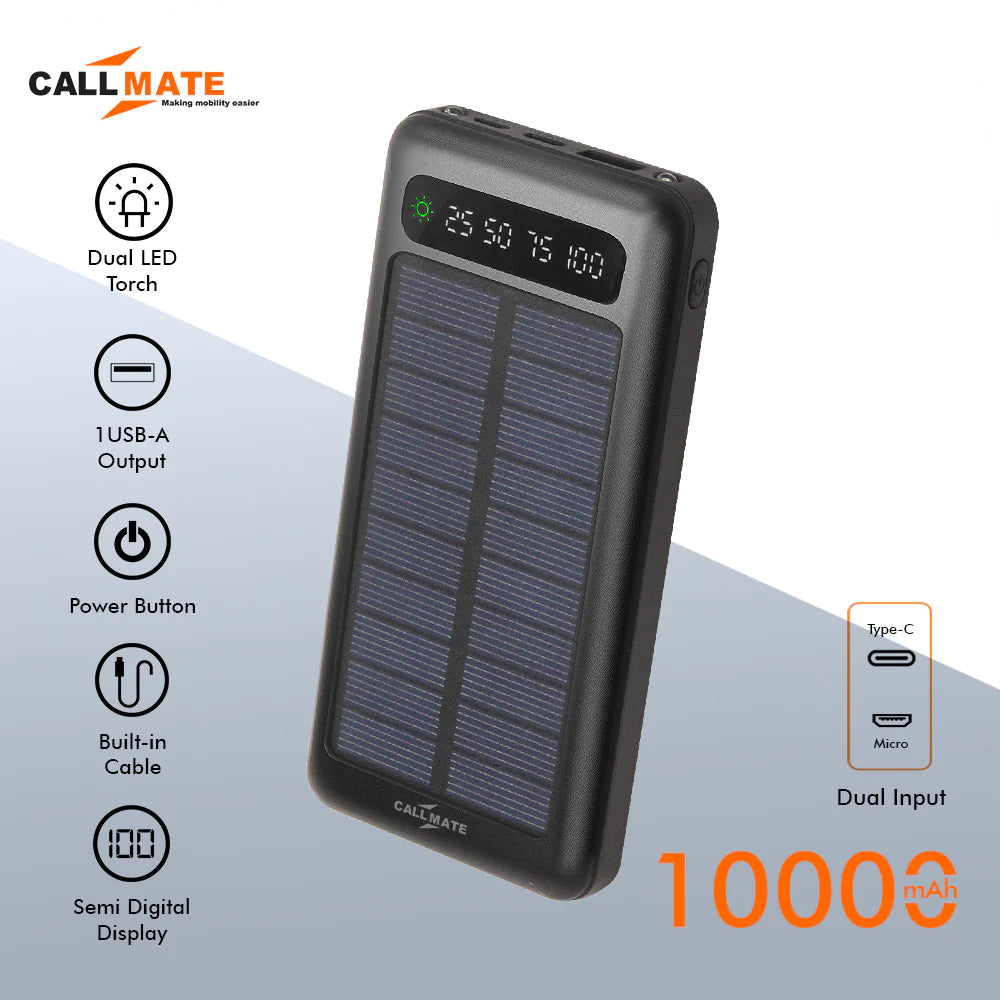 CALLMATE
Making mobility easier
Dual LED
Torch
1USB-A
Output
Power Button
Built-in
Cable
100
Semi Digital
Display
25 50 75 100
CALLMATE
Type-C
Micro
Dual Input
10000
mAh